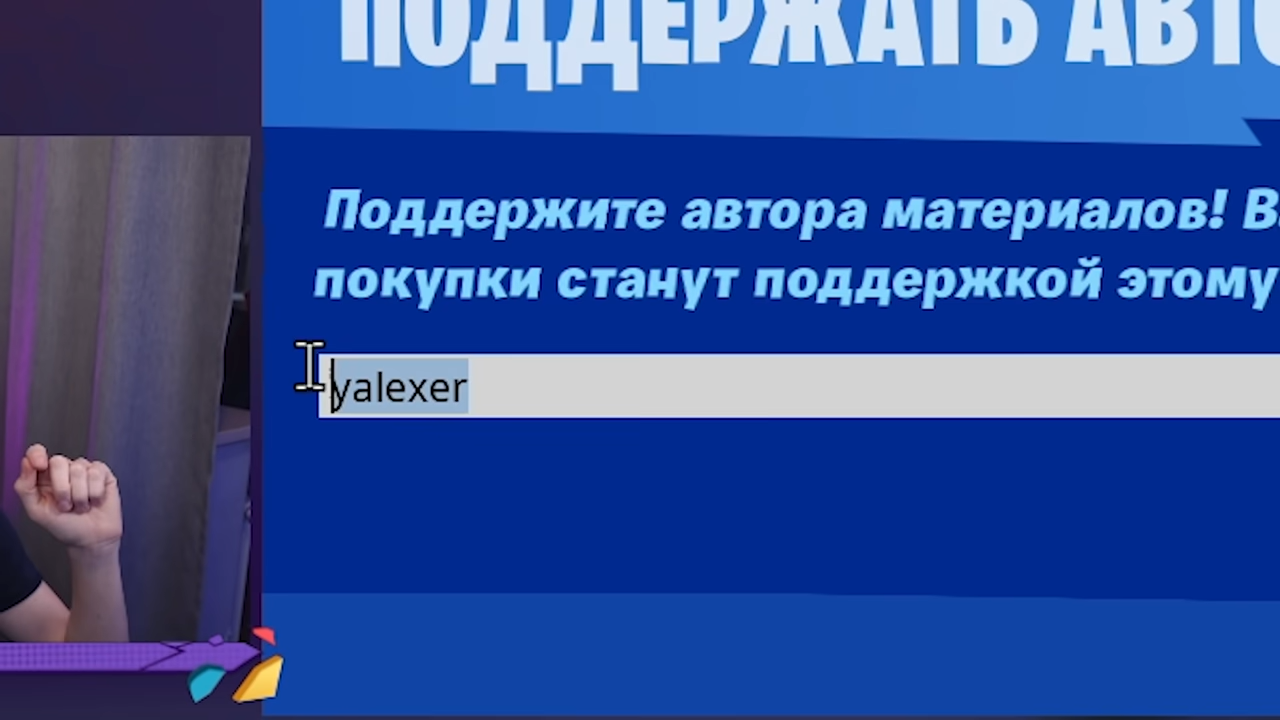 ПОДДЕРЖАТЬ АВТО
Поддержите автора материалов! В
покупки станут поддержкой этому
yalexer